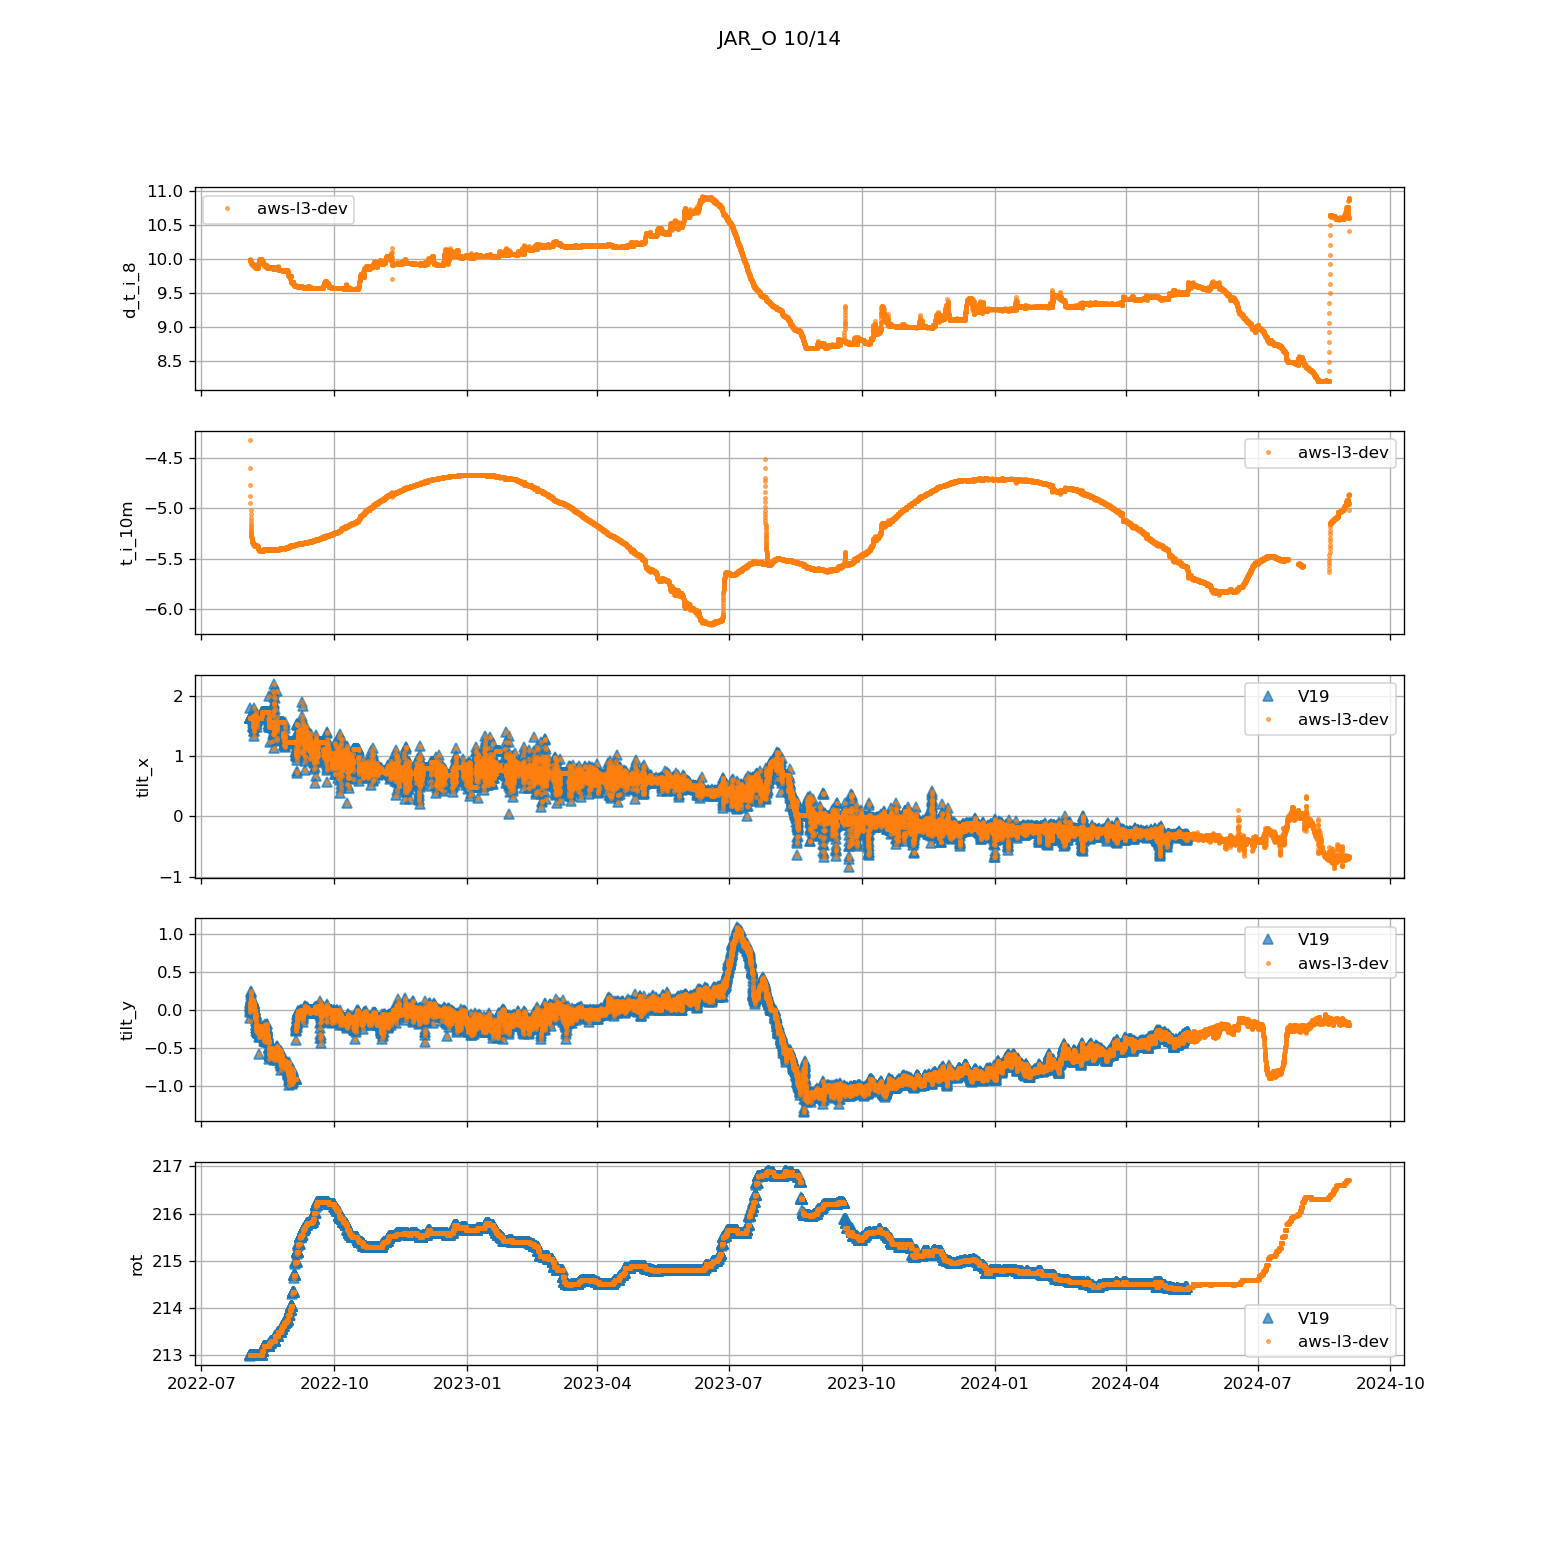 JAR_O 10/14
d_t_i_8
11.0
10.5
10.0
9.5
9.0
8.5
aws-l3-dev
t_i_10m
−4.5
−5.0
−5.5
−6.0
aws-l3-dev
tilt_x
2
1
0
−1
V19
aws-l3-dev
tilt_y
1.0
0.5
0.0
−0.5
−1.0
V19
aws-l3-dev
rot
217
216
215
214
213
V19
aws-l3-dev
2022-07 2022-10 2023-01 2023-04 2023-07 2023-10 2024-01 2024-04 2024-07 2024-10